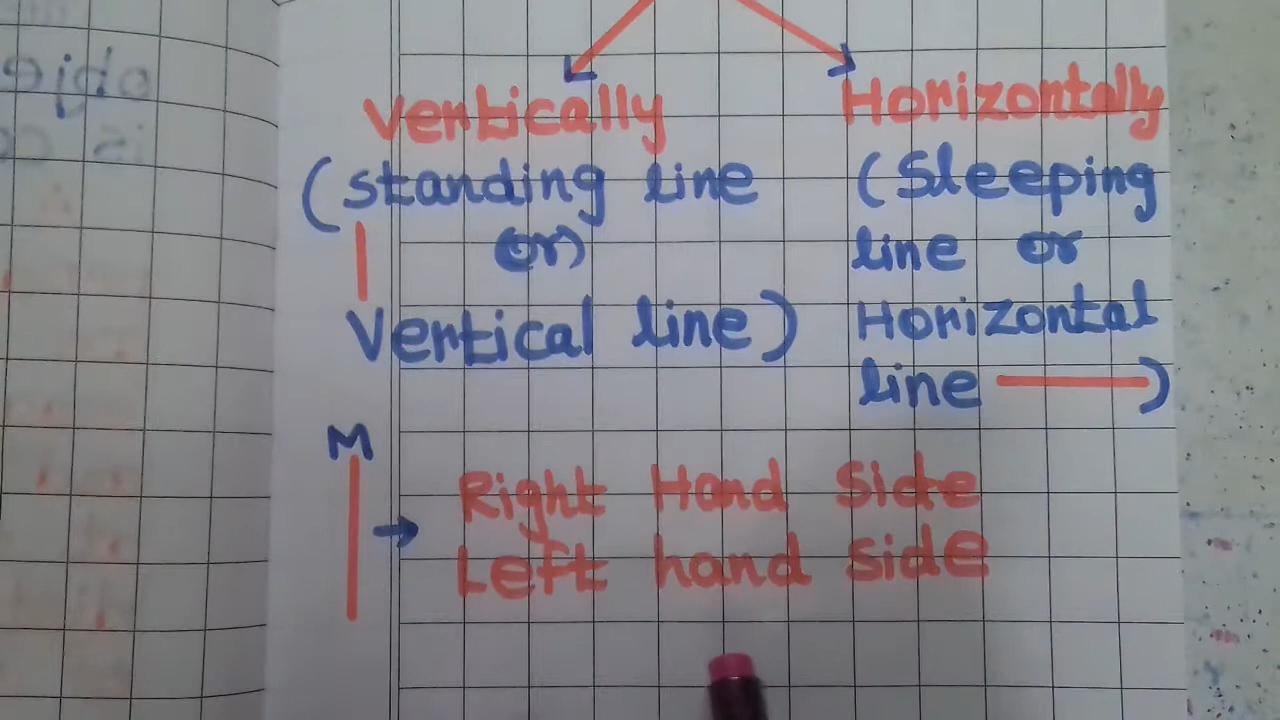 Vertically
(standing line
(or)
Vertical line)
Horizontally
(Sleeping
line or
Horizontal
line )
M
Right Hand Side
Left hand side